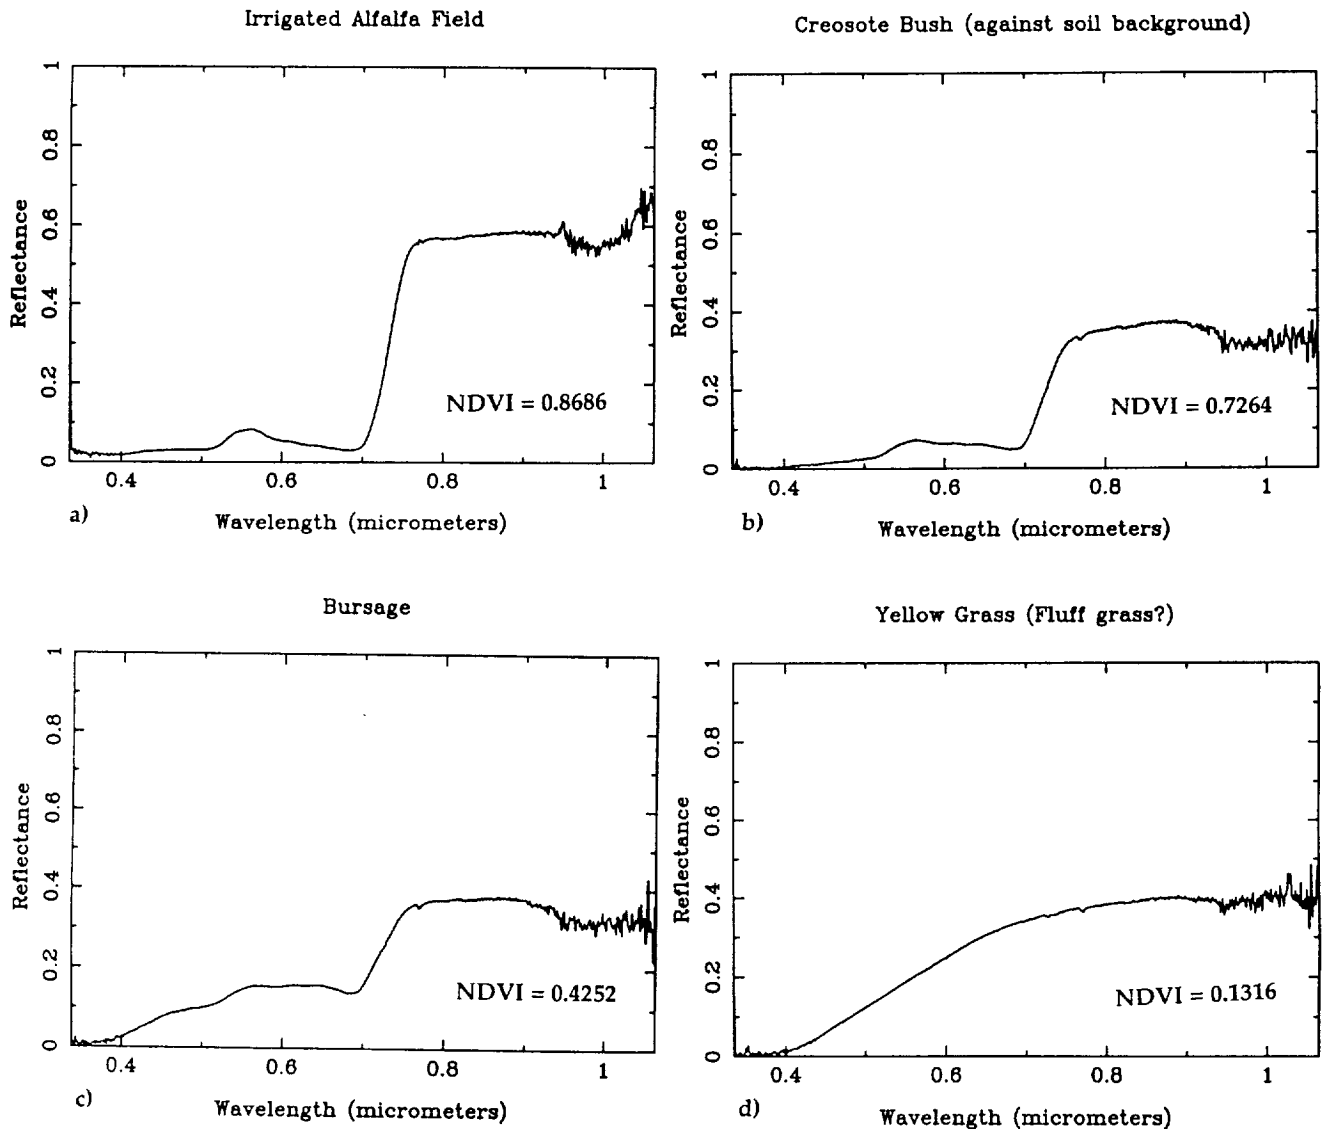 Irrigated Alfalfa Field
1
0.8
0.6
0.4
0.2
0
Reflectance
NDVI = 0.8686
0.4
0.6
0.8
1
Wavelength (micrometers)
a)
Creosote Bush (against soil background)
1
0.8
0.6
0.4
0.2
0
Reflectance
NDVI = 0.7264
0.4
0.6
0.8
1
Wavelength (micrometers)
b)
Bursage
1
0.8
0.6
0.4
0.2
0
Reflectance
NDVI = 0.4252
0.4
0.6
0.8
1
Wavelength (micrometers)
c)
Yellow Grass (Fluff grass?)
1
0.8
0.6
0.4
0.2
0
Reflectance
NDVI = 0.1316
0.4
0.6
0.8
1
Wavelength (micrometers)
d)